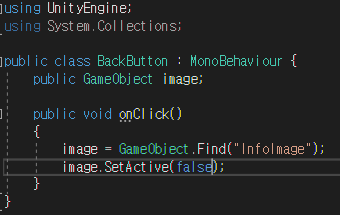 using UnityEngine;
using System.Collections;
public class BackButton : MonoBehaviour {
public GameObject image;
public void onClick()
{
image = GameObject.Find("InfoImage");
image.SetActive(false);
}
}